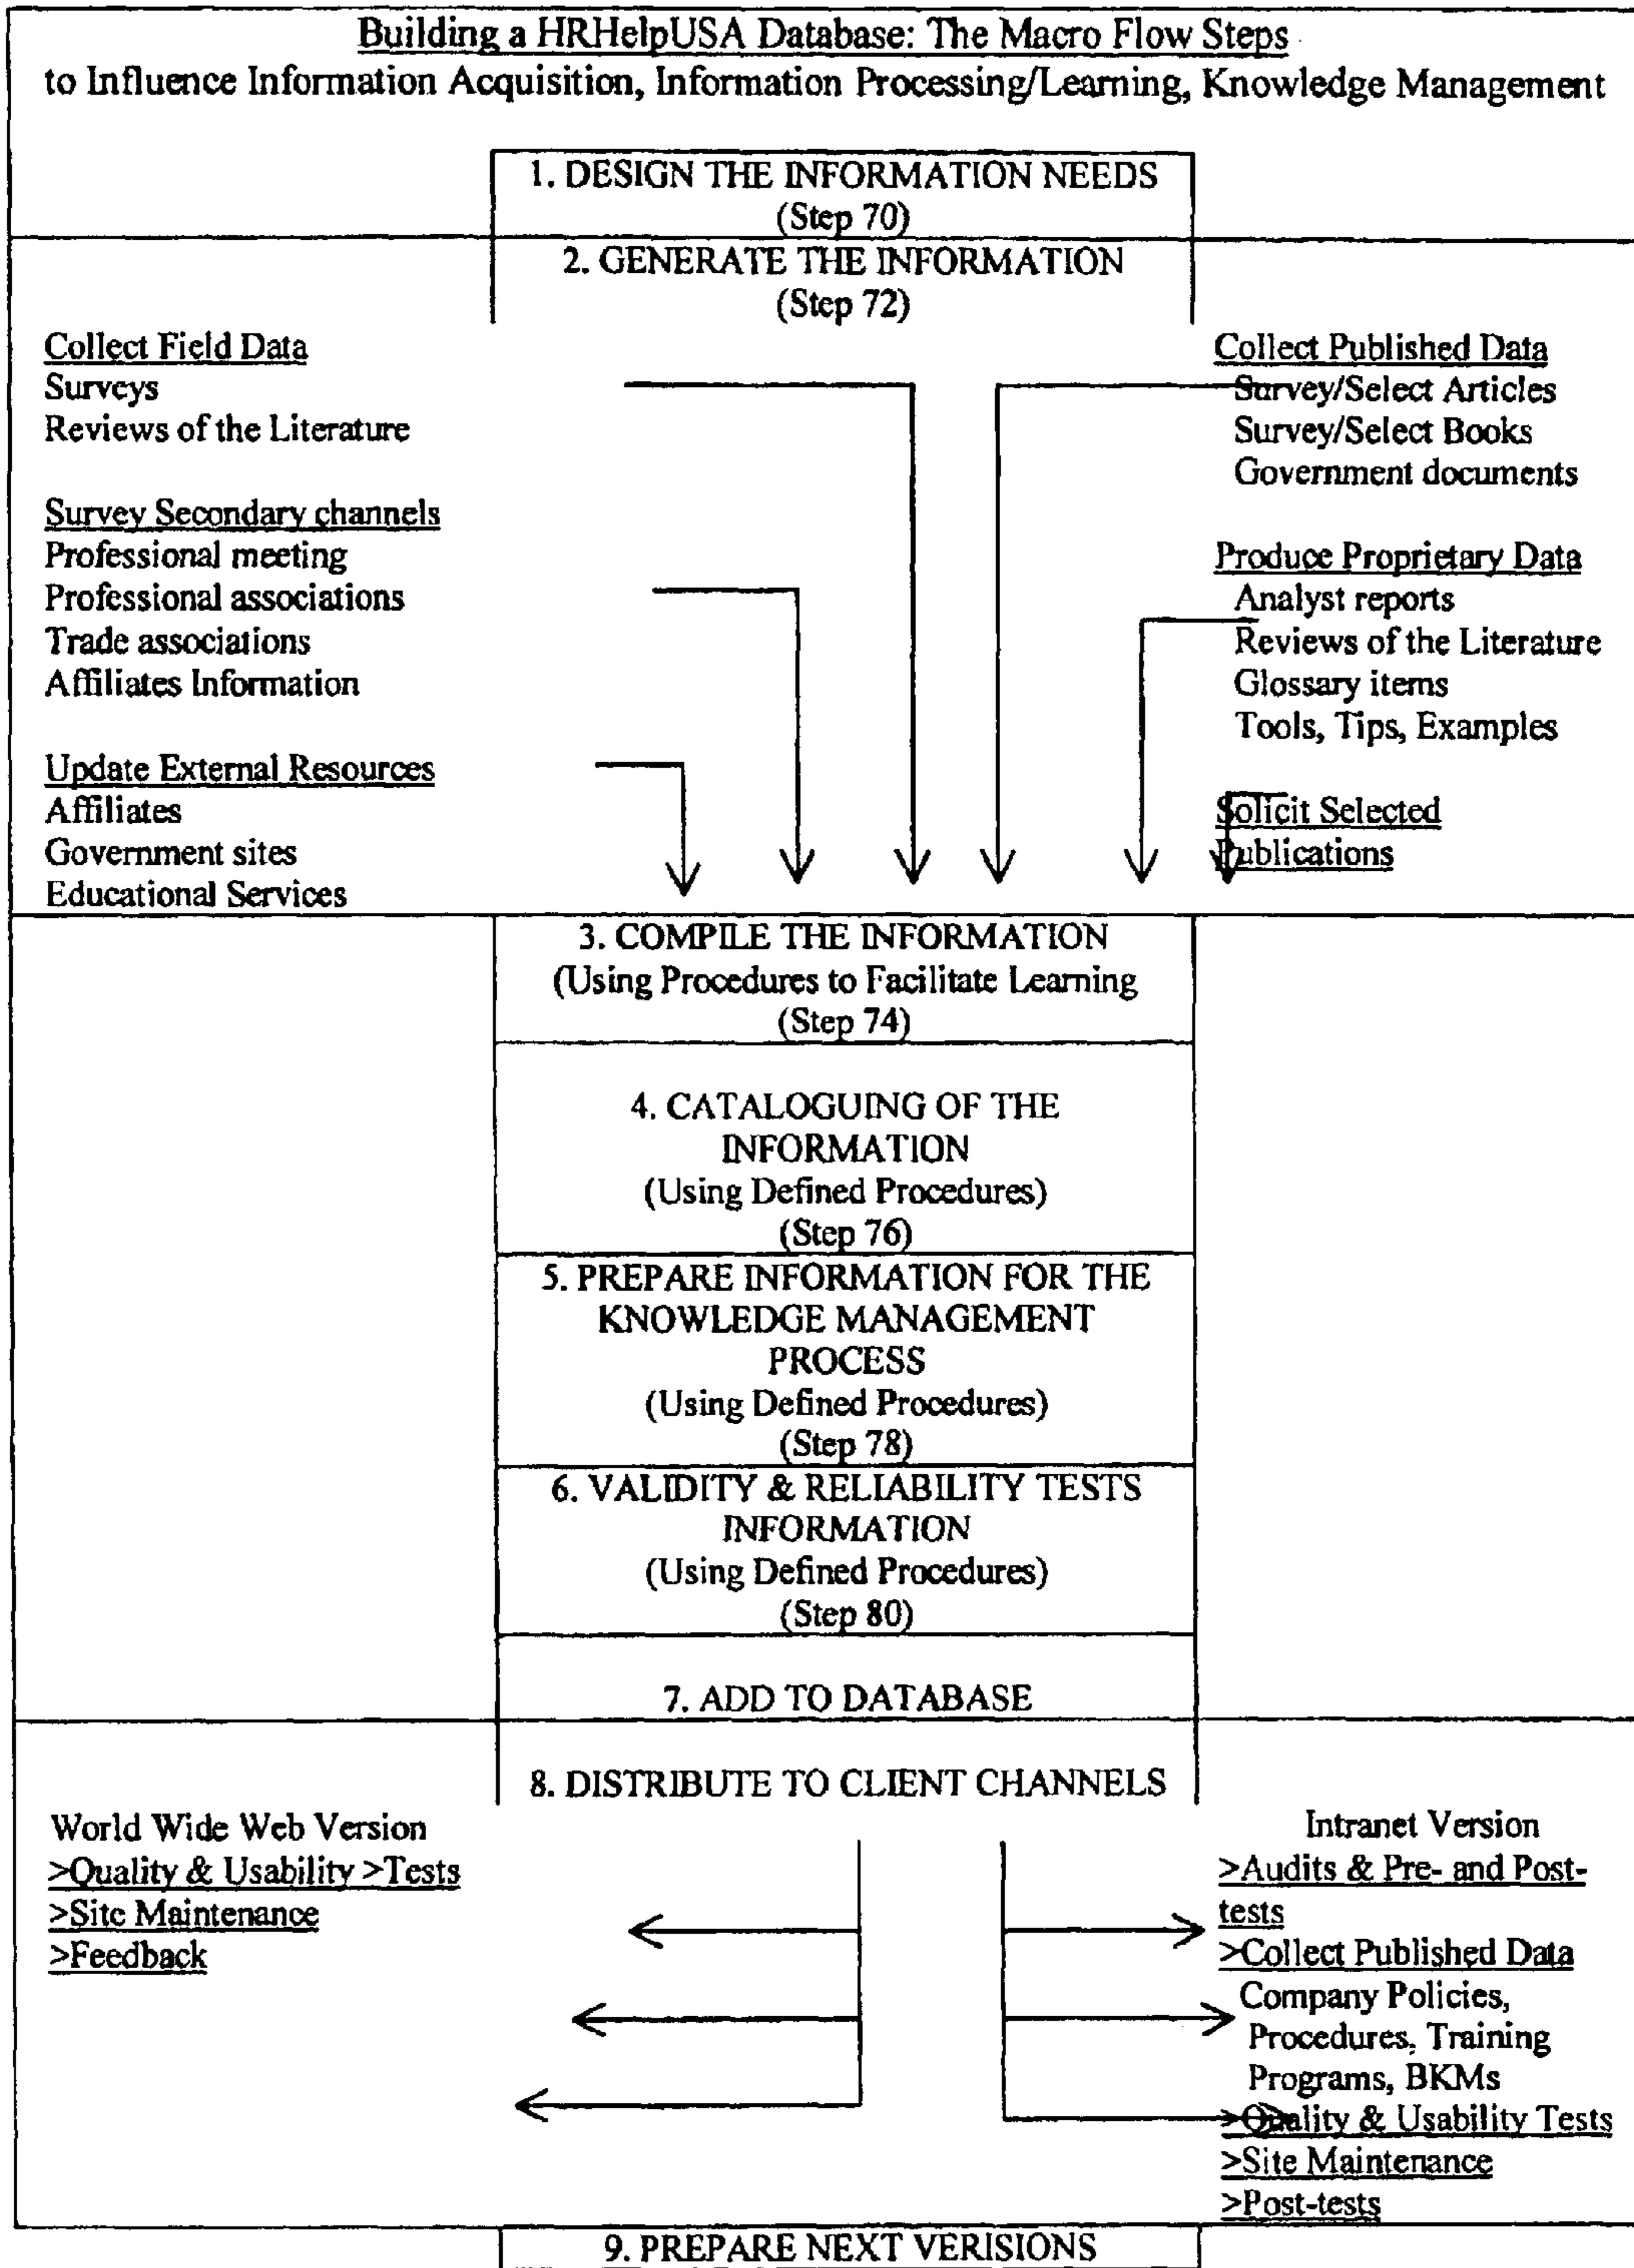 Building a HRHelpUSA Database: The Macro Flow Steps
to Influence Information Acquisition, Information Processing/Learning, Knowledge Management
1. DESIGN THE INFORMATION NEEDS
(Step 70)
2. GENERATE THE INFORMATION
(Step 72)
Collect Field Data
Surveys
Reviews of the Literature
Survey Secondary channels
Professional meeting
Professional associations
Trade associations
Affiliates Information
Update External Resources
Affiliates
Government sites
Educational Services
Collect Published Data
Survey/Select Articles
Survey/Select Books
Government documents
Produce Proprietary Data
Analyst reports
Reviews of the Literature
Glossary items
Tools, Tips, Examples
Solicit Selected
Publications
3. COMPILE THE INFORMATION
(Using Procedures to Facilitate Learning
(Step 74)
4. CATALOGUING OF THE
INFORMATION
(Using Defined Procedures)
(Step 76)
5. PREPARE INFORMATION FOR THE
KNOWLEDGE MANAGEMENT
PROCESS
(Using Defined Procedures)
(Step 78)
6. VALIDITY & RELIABILITY TESTS
INFORMATION
(Using Defined Procedures)
(Step 80)
7. ADD TO DATABASE
8. DISTRIBUTE TO CLIENT CHANNELS
World Wide Web Version
>Quality & Usability >Tests
>Site Maintenance
>Feedback
Intranet Version
>Audits & Pre- and Post-
tests
>Collect Published Data
Company Policies,
Procedures, Training
Programs, BKMs
>Quality & Usability Tests
>Site Maintenance
>Post-tests
9. PREPARE NEXT VERISIONS